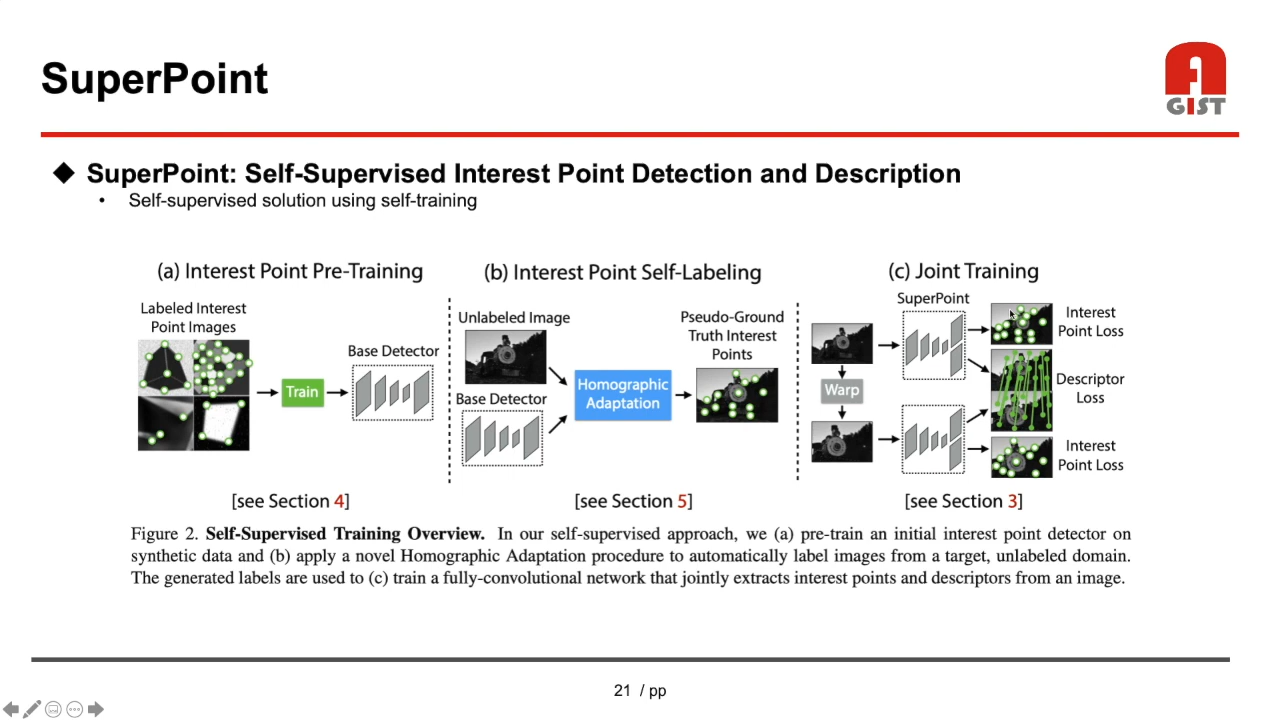 SuperPoint
GIST
SuperPoint: Self-Supervised Interest Point Detection and Description
• Self-supervised solution using self-training
(a) Interest Point Pre-Training
Labeled Interest
Point Images
Train
Base Detector
[see Section 4]
(b) Interest Point Self-Labeling
Unlabeled Image
Base Detector
Homographic
Adaptation
Pseudo-Ground
Truth Interest
Points
[see Section 5]
(c) Joint Training
SuperPoint
Warp
Interest
Point Loss
Descriptor
Loss
Interest
Point Loss
[see Section 3]
Figure 2. Self-Supervised Training Overview. In our self-supervised approach, we (a) pre-train an initial interest point detector on
synthetic data and (b) apply a novel Homographic Adaptation procedure to automatically label images from a target, unlabeled domain.
The generated labels are used to (c) train a fully-convolutional network that jointly extracts interest points and descriptors from an image.
21 / pp